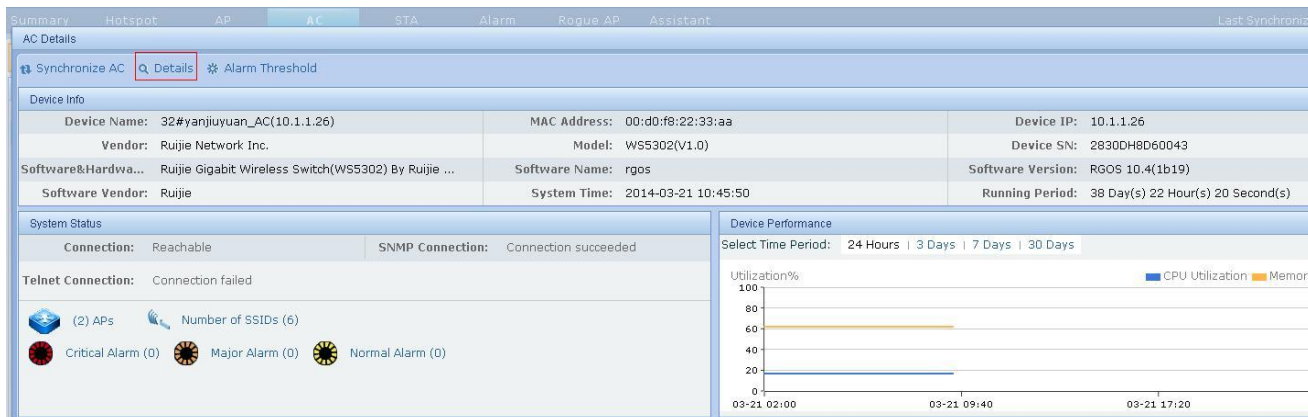 Summary Hotspot AP AC STA Alarm Rogue AP Assistant Last Synchroniz
AC Details
Synchronize AC Details Alarm Threshold
Device Info
Device Name: 32#yanjiuyuan_AC(10.1.1.26) MAC Address: 00:d0:f8:22:33:aa Device IP: 10.1.1.26
Vendor: Ruijie Network Inc. Model: WS5302(V1.0) Device SN: 2830DH8D60043
Software&Hardwa... Ruijie Gigabit Wireless Switch(WS5302) By Ruijie ... Software Name: rgos Software Version: RGOS 10.4(1b19)
Software Vendor: Ruijie System Time: 2014-03-21 10:45:50 Running Period: 38 Day(s) 22 Hour(s) 20 Second(s)
System Status Device Performance
Connection: Reachable SNMP Connection: Connection succeeded Select Time Period: 24 Hours | 3 Days | 7 Days | 30 Days
Telnet Connection: Connection failed
Utilization% CPU Utilization Memor
100
80
(2) APs Number of SSIDs (6)
60
Critical Alarm (0) Major Alarm (0) Normal Alarm (0)
40
20
0
03-21 02:00 03-21 09:40 03-21 17:20